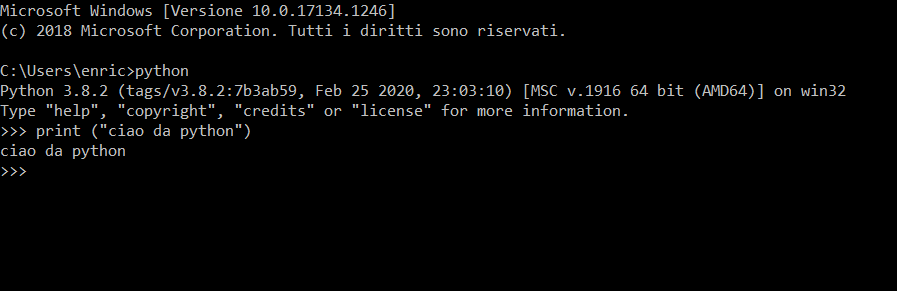 Microsoft Windows [Versione 10.0.17134.1246]
(c) 2018 Microsoft Corporation. Tutti i diritti sono riservati.
C:\Users\enric>python
Python 3.8.2 (tags/v3.8.2:7b3ab59, Feb 25 2020, 23:03:10) [MSC v.1916 64 bit (AMD64)] on win32
Type "help", "copyright", "credits" or "license" for more information.
>>> print ("ciao da python")
ciao da python
>>>